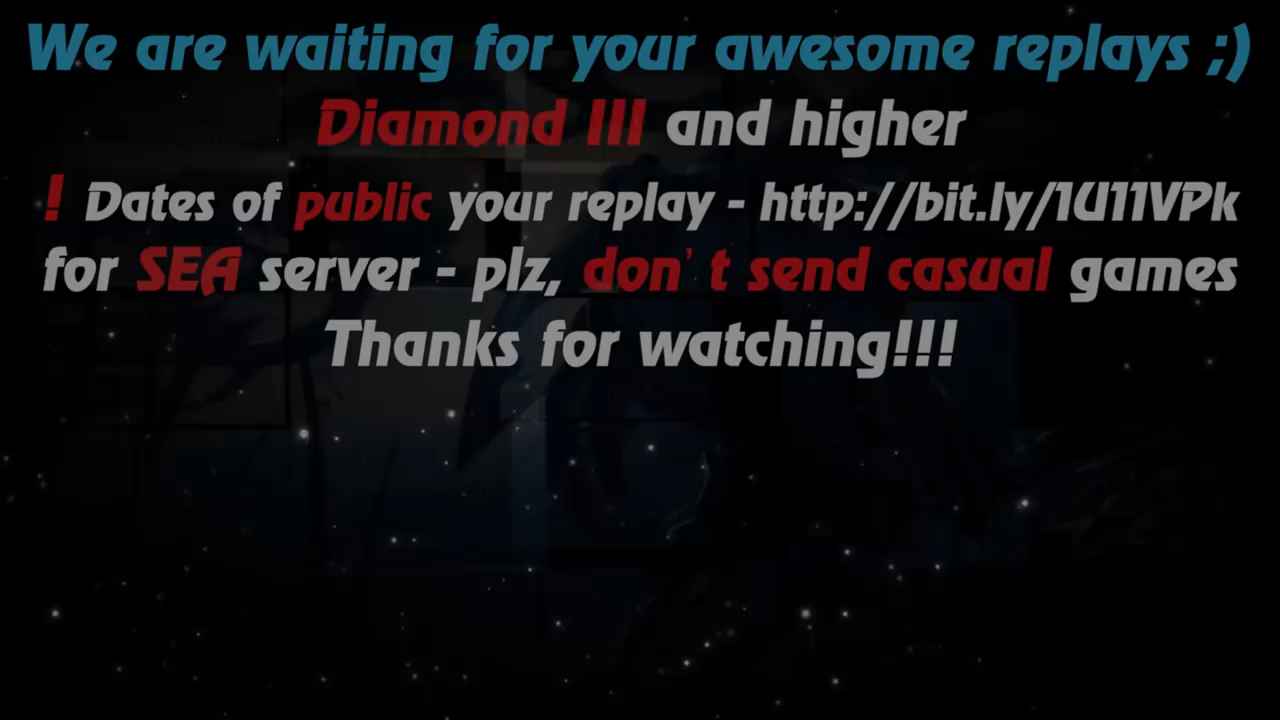 We are waiting for your awesome replays ;)
Diamond III and higher
! Dates of public your replay - http://bit.ly/1U11VPk
for SEA server - plz, don't send casual games
Thanks for watching!!!